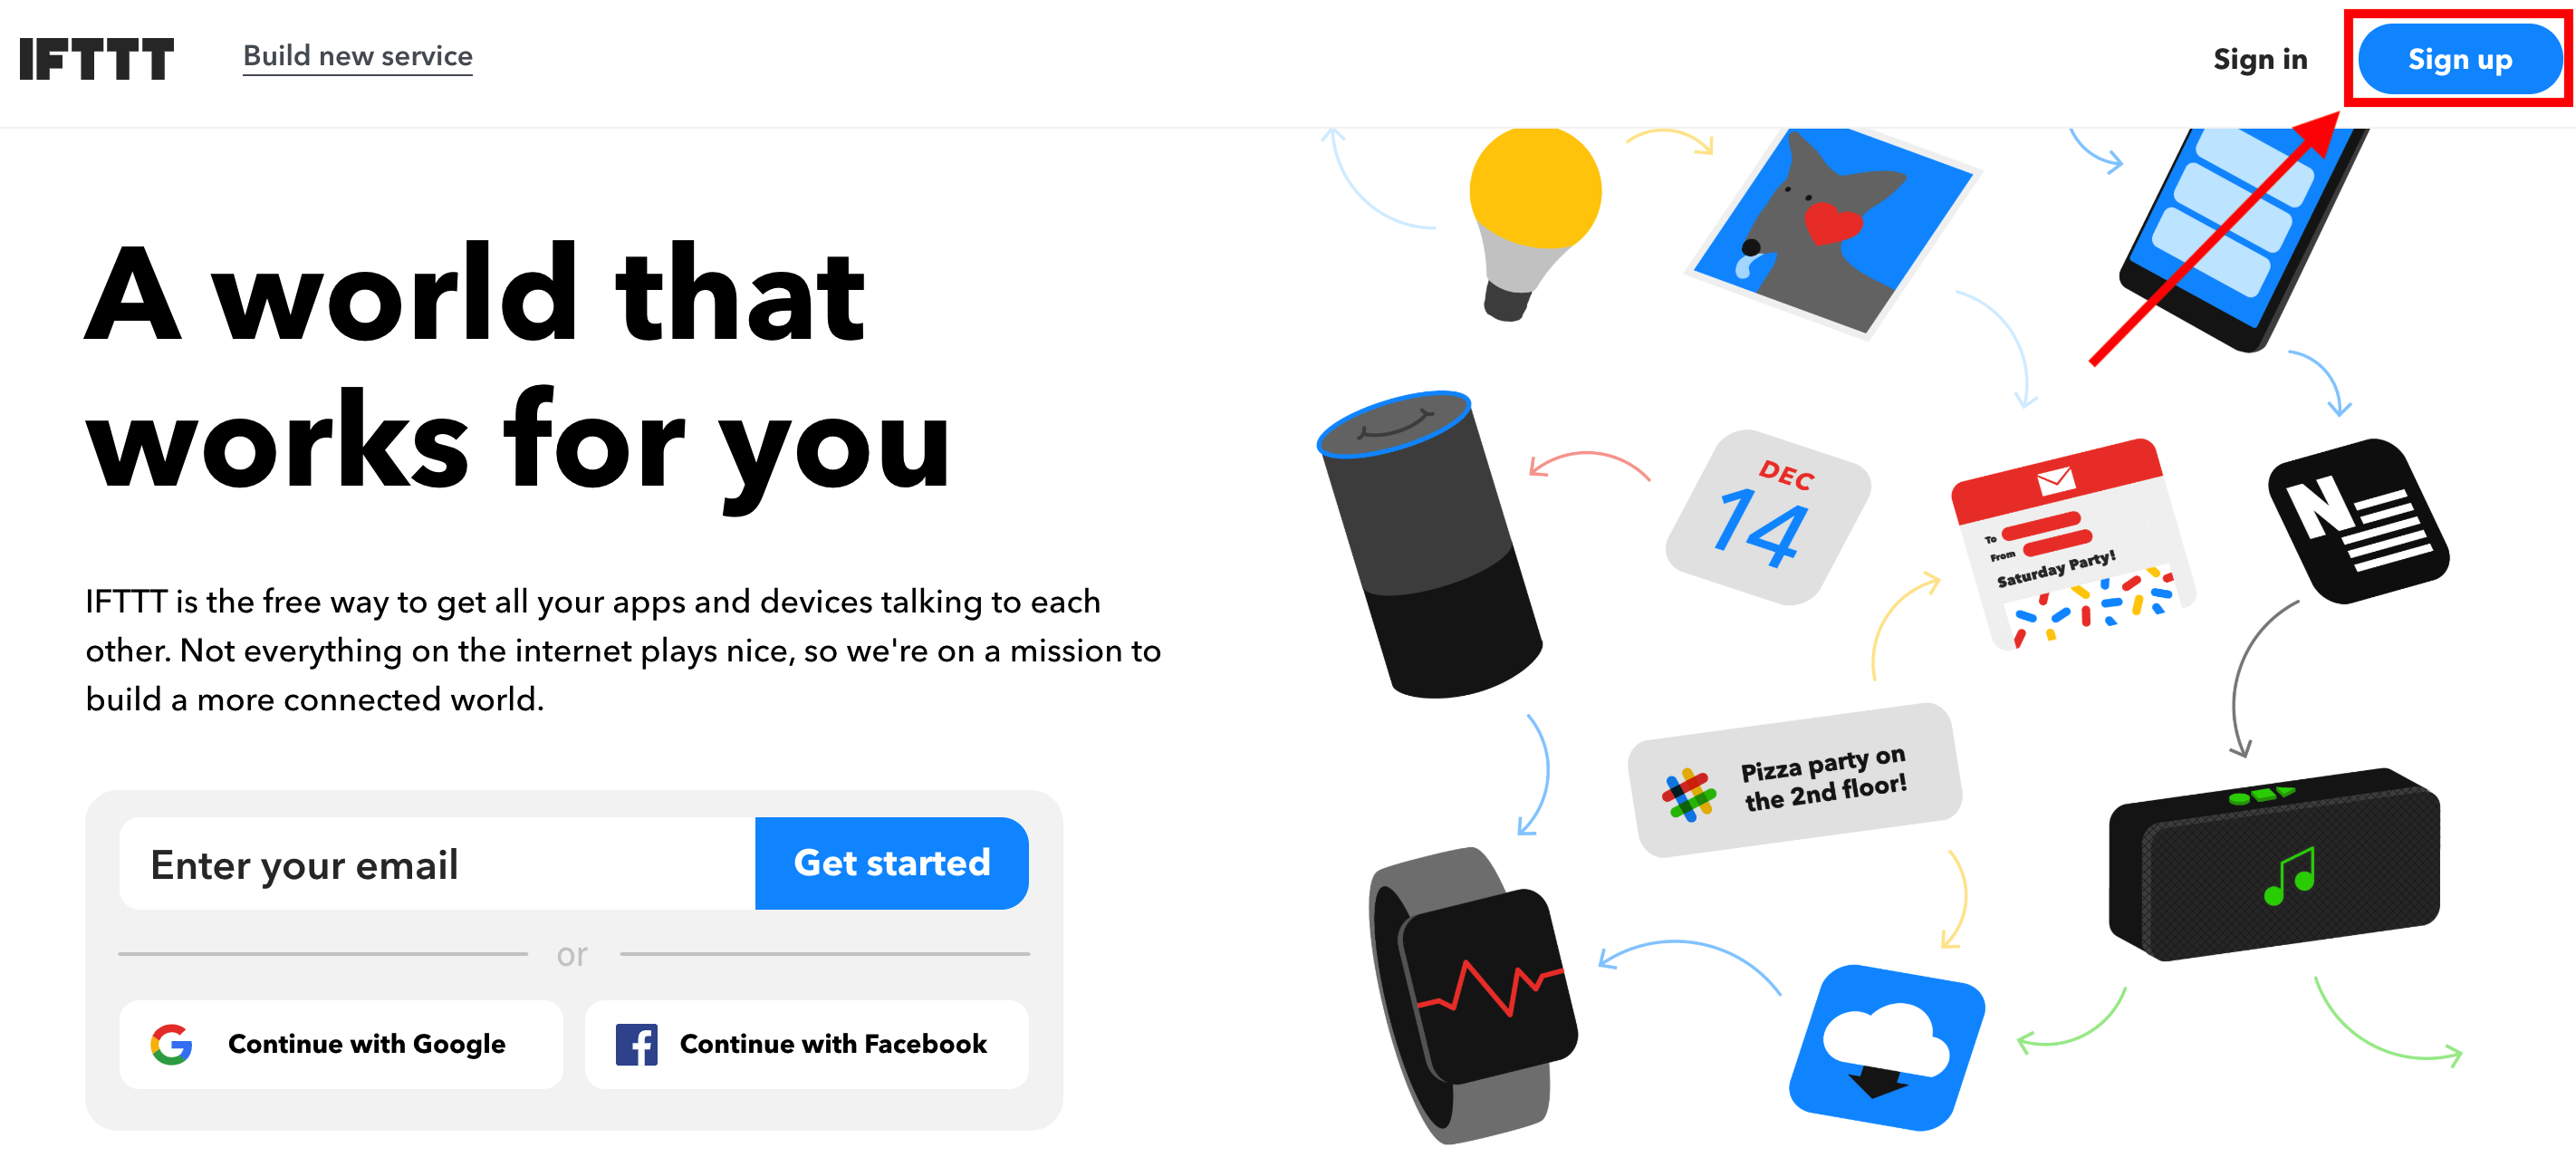 IFTTT
Build new service
Sign in
Sign up
A world that
works for you
IFTTT is the free way to get all your apps and devices talking to each
other. Not everything on the internet plays nice, so we're on a mission to
build a more connected world.
Enter your email
Get started
or
Continue with Google
Continue with Facebook
DEC
14
To
From
Saturday Party!
N
Pizza party on
the 2nd floor!